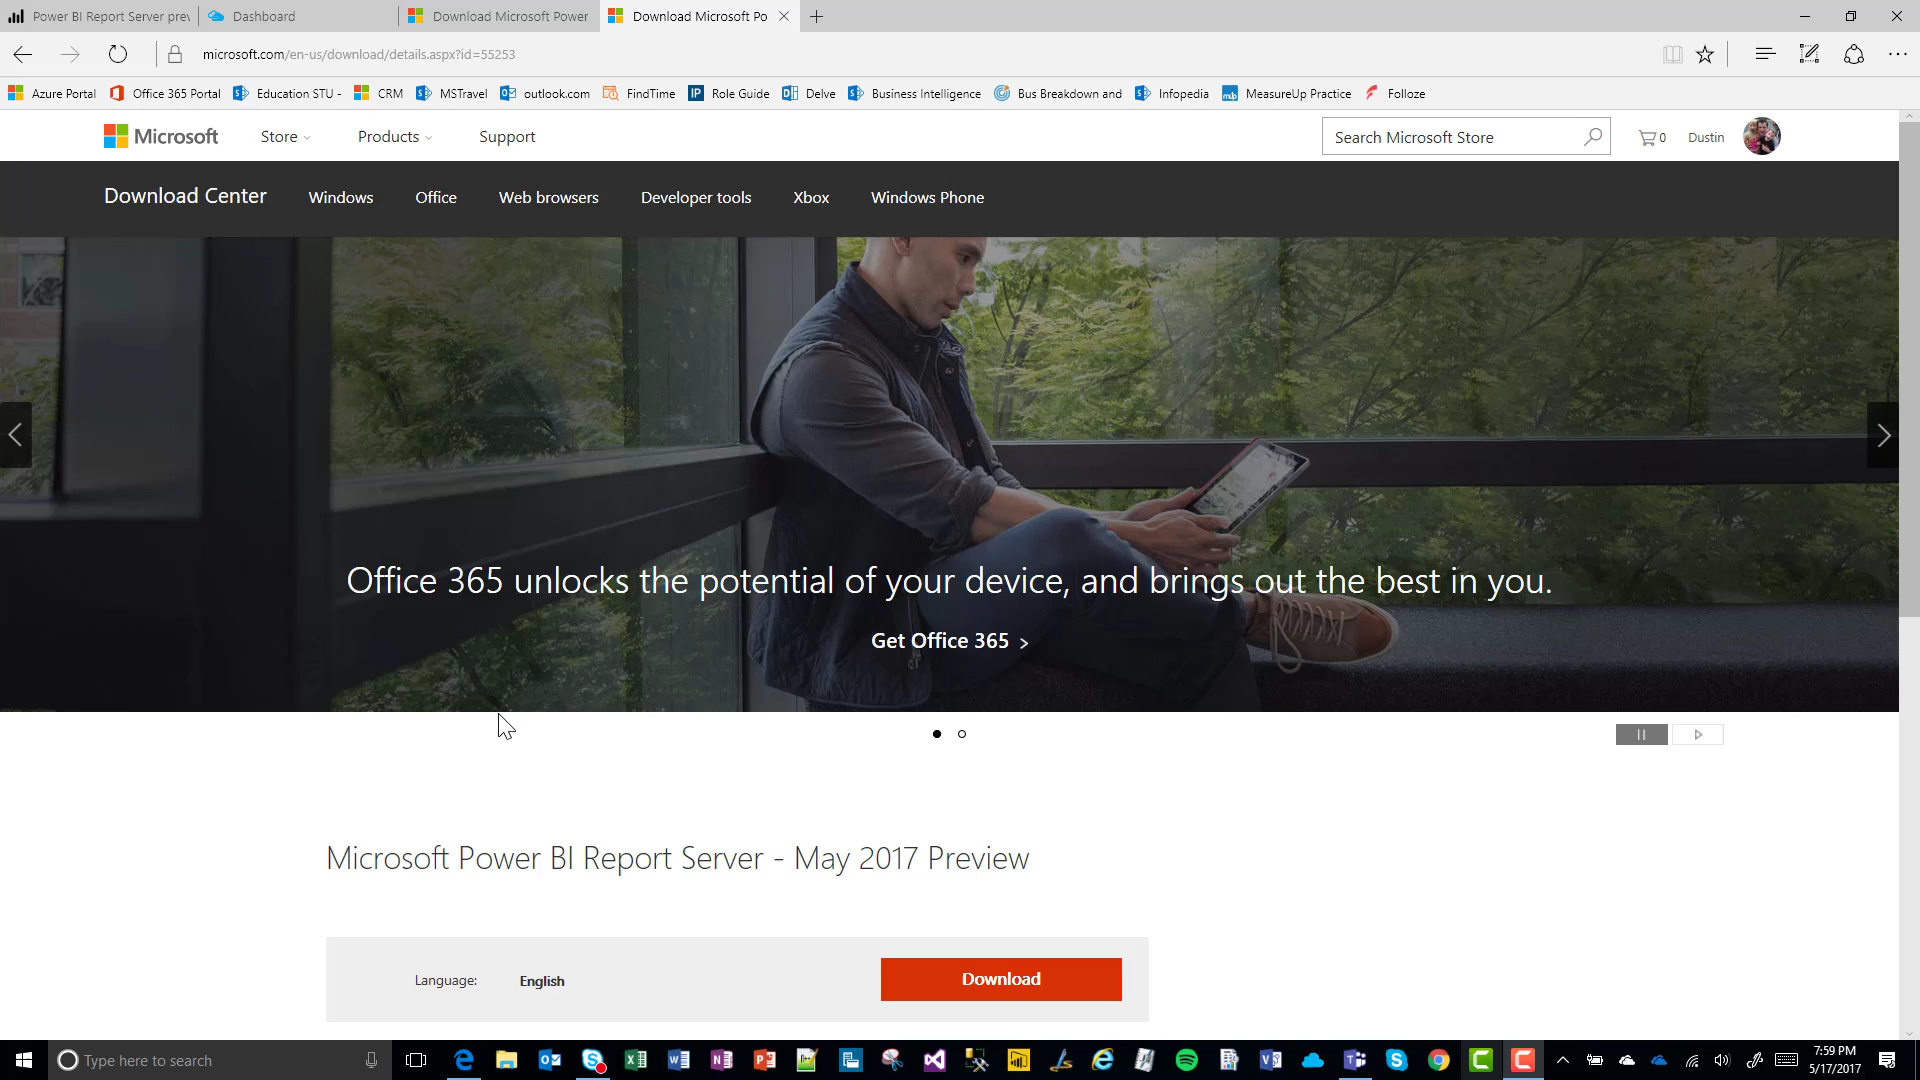 Power BI Report Server prev
Dashboard
Download Microsoft Power
Download Microsoft Po
microsoft.com/en-us/download/details.aspx?id=55253
Azure Portal
Office 365 Portal
Education STU -
CRM
MSTravel
outlook.com
FindTime
IP
Role Guide
Delve
Business Intelligence
Bus Breakdown and
Infopedia
MeasureUp Practice
Folloze
Microsoft
Store
Products
Support
Search Microsoft Store
0
Dustin
Download Center
Windows
Office
Web browsers
Developer tools
Xbox
Windows Phone
Office 365 unlocks the potential of your device, and brings out the best in you.
Get Office 365 >
Microsoft Power BI Report Server - May 2017 Preview
Language:
English
Download
Type here to search
7:59 PM
5/17/2017